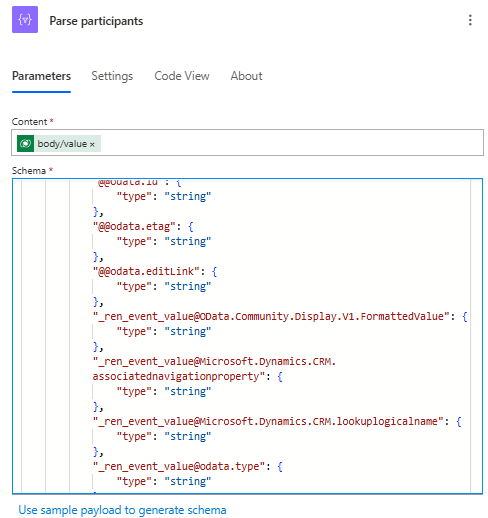 {v}
Parse participants
Parameters Settings Code View About
Content *
body/value ×
Schema *
"@@odata.id": {
"type": "string"
},
"@@odata.etag": {
"type": "string"
},
"@@odata.editLink": {
"type": "string"
},
"_ren_event_value@OData.Community.Display.V1.FormattedValue": {
"type": "string"
},
"_ren_event_value@Microsoft.Dynamics.CRM.
associatednavigationproperty": {
"type": "string"
},
"_ren_event_value@Microsoft.Dynamics.CRM.lookuplogicalname": {
"type": "string"
},
"_ren_event_value@odata.type": {
"type": "string"
Use sample payload to generate schema